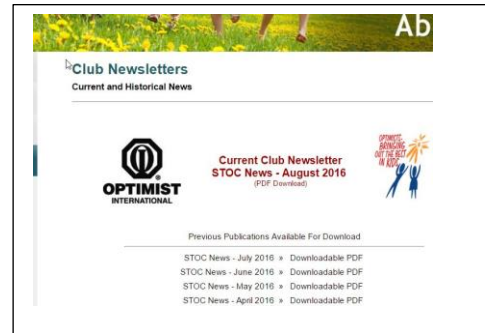 Ab
Club Newsletters
Current and Historical News
OPTIMIST
INTERNATIONAL
Current Club Newsletter
STOC News - August 2016
(PDF Download)
OPTIMISTS:
BRINGING
OUT THE BEST
IN KIDS
Previous Publications Available For Download
STOC News - July 2016 » Downloadable PDF
STOC News - June 2016 » Downloadable PDF
STOC News - May 2016 » Downloadable PDF
STOC News - April 2016 » Downloadable PDF